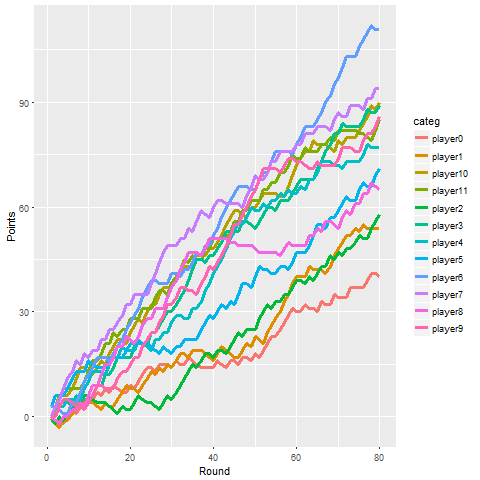 Points
90
60
30
0
0
20
40
60
80
Round
categ
player0
player1
player10
player11
player2
player3
player4
player5
player6
player7
player8
player9